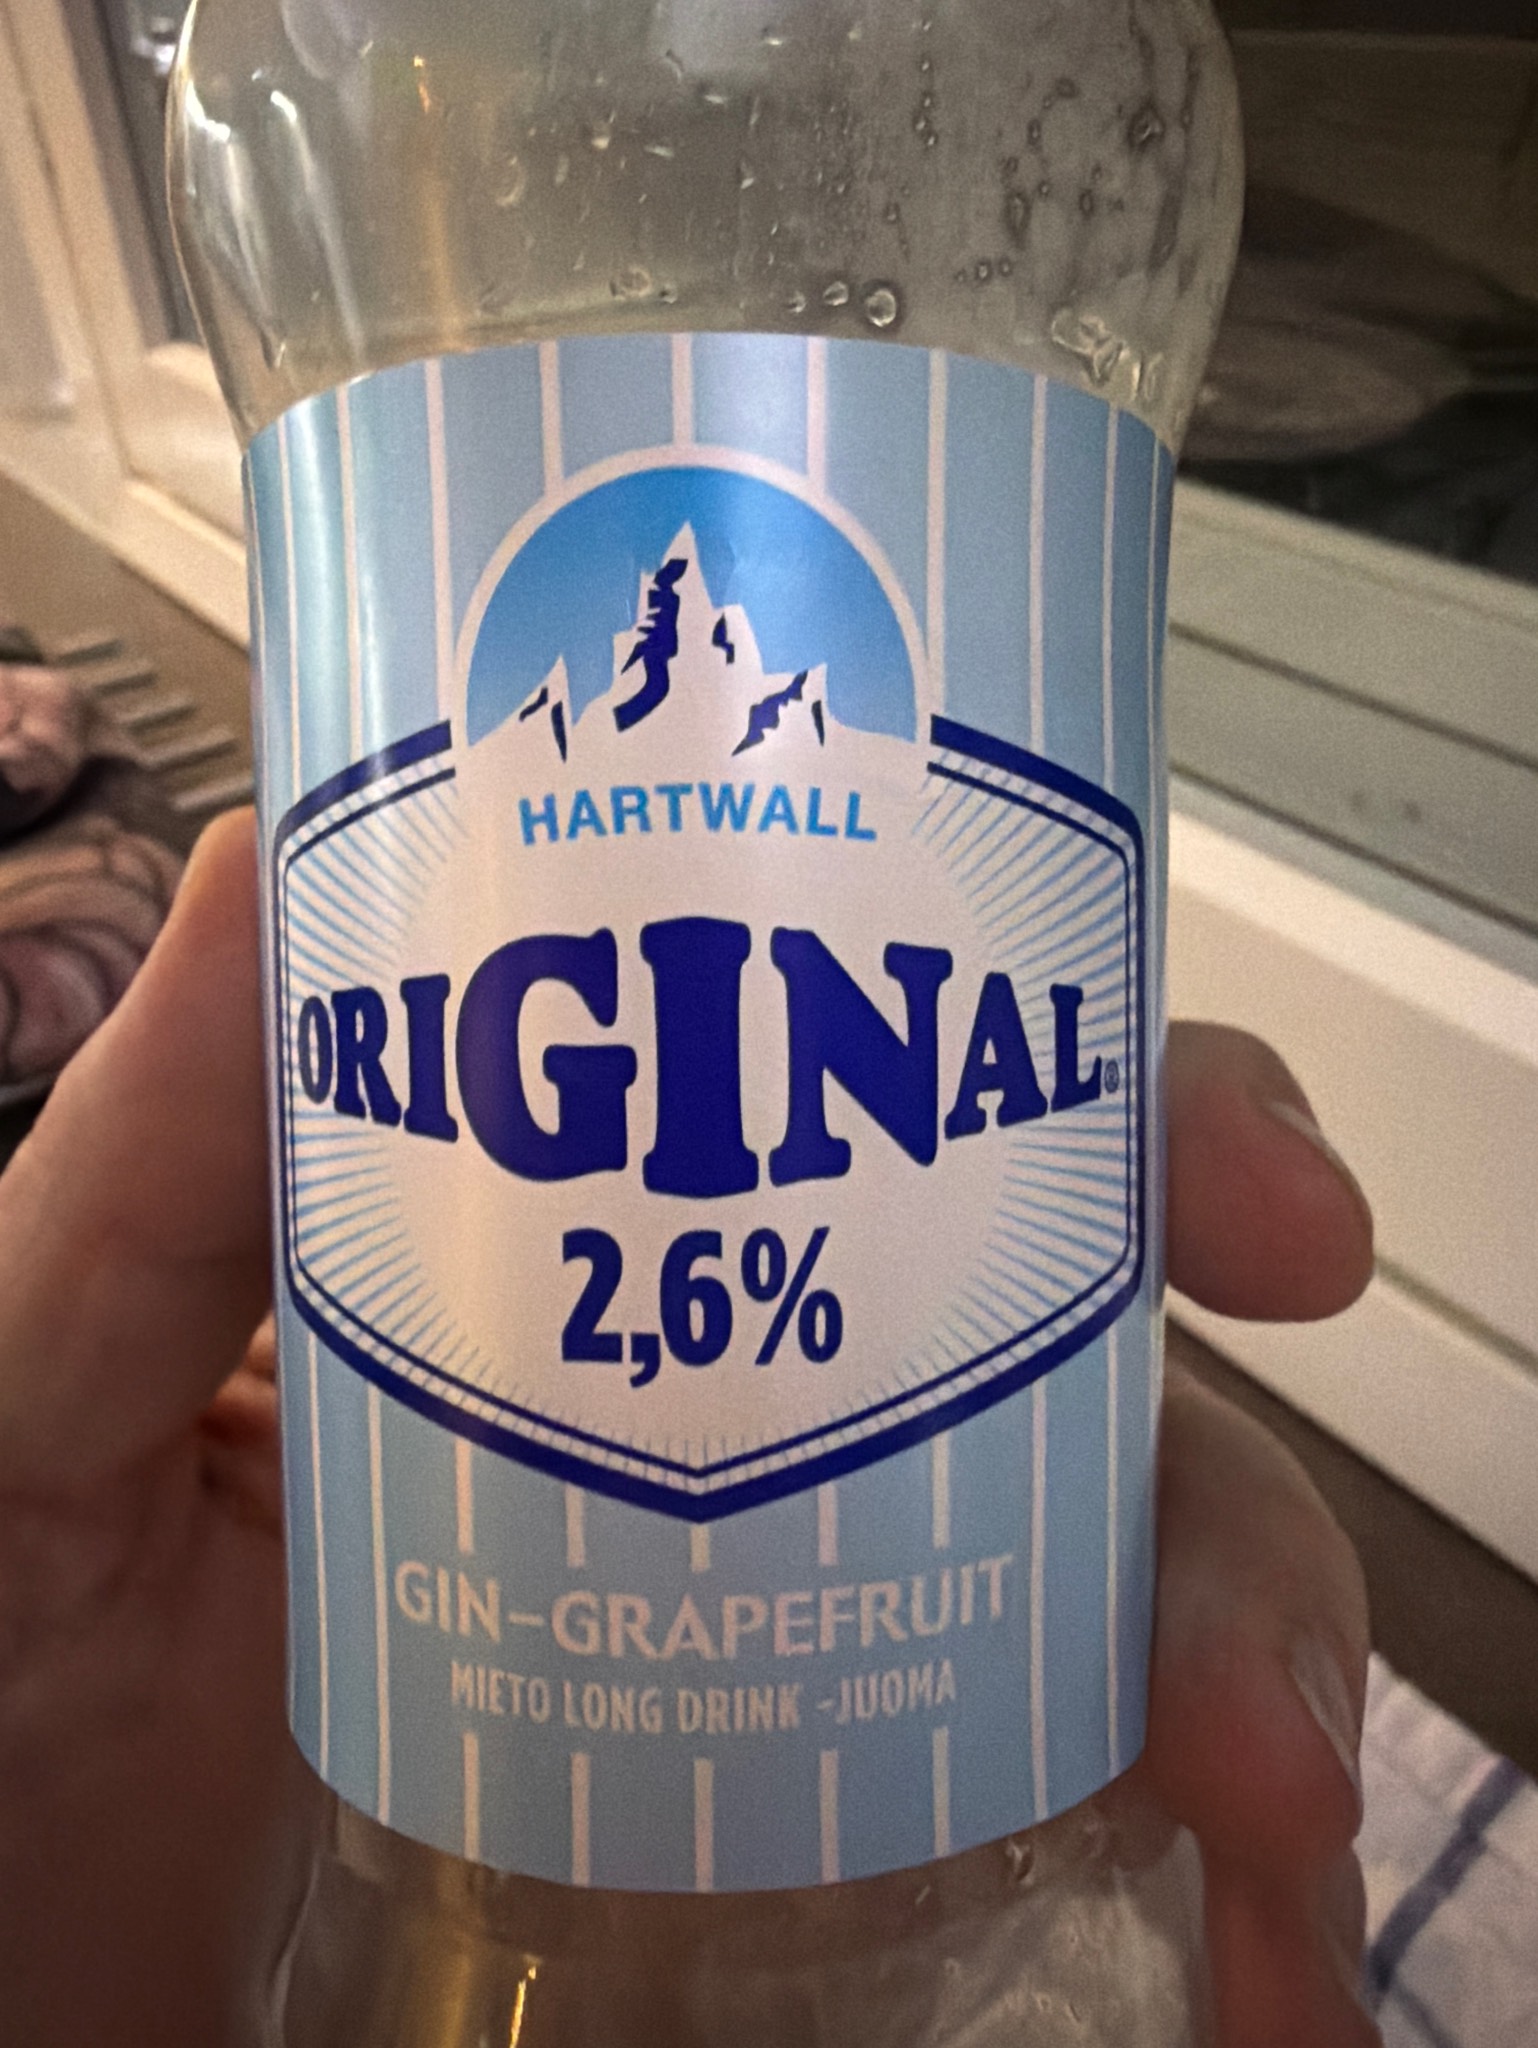 HARTWALL
ORIGINAL®
2,6%
GIN-GRAPEFRUIT
MIETO LONG DRINK -JUOMA